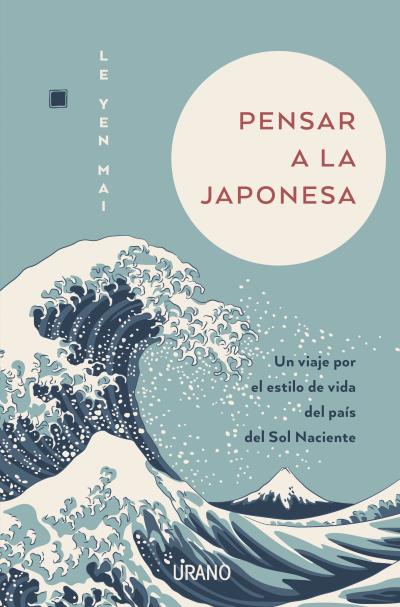 LE YEN MAI
PENSAR
A LA
JAPONESA
Un viaje por
el estilo de vida
del país
del Sol Naciente
URANO